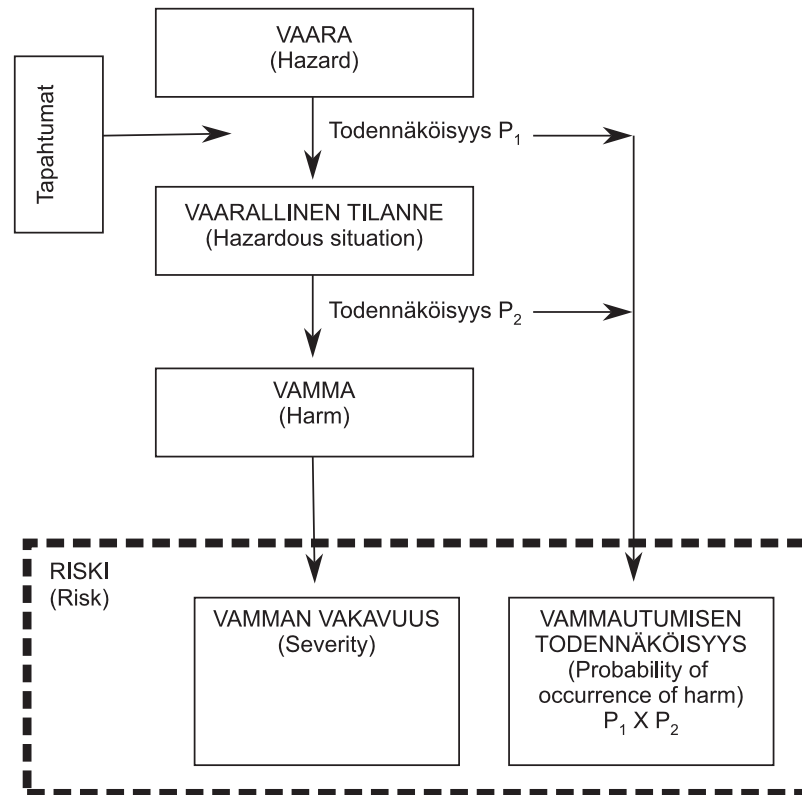 VAARA
(Hazard)
Tapahtumat
Todennäköisyys P₁
VAARALLINEN TILANNE
(Hazardous situation)
Todennäköisyys P₂
VAMMA
(Harm)
RISKI
(Risk)
VAMMAN VAKAVUUS
(Severity)
VAMMAUTUMISEN
TODENNÄKÖISYYS
(Probability of
occurrence of harm)
P₁ X P₂